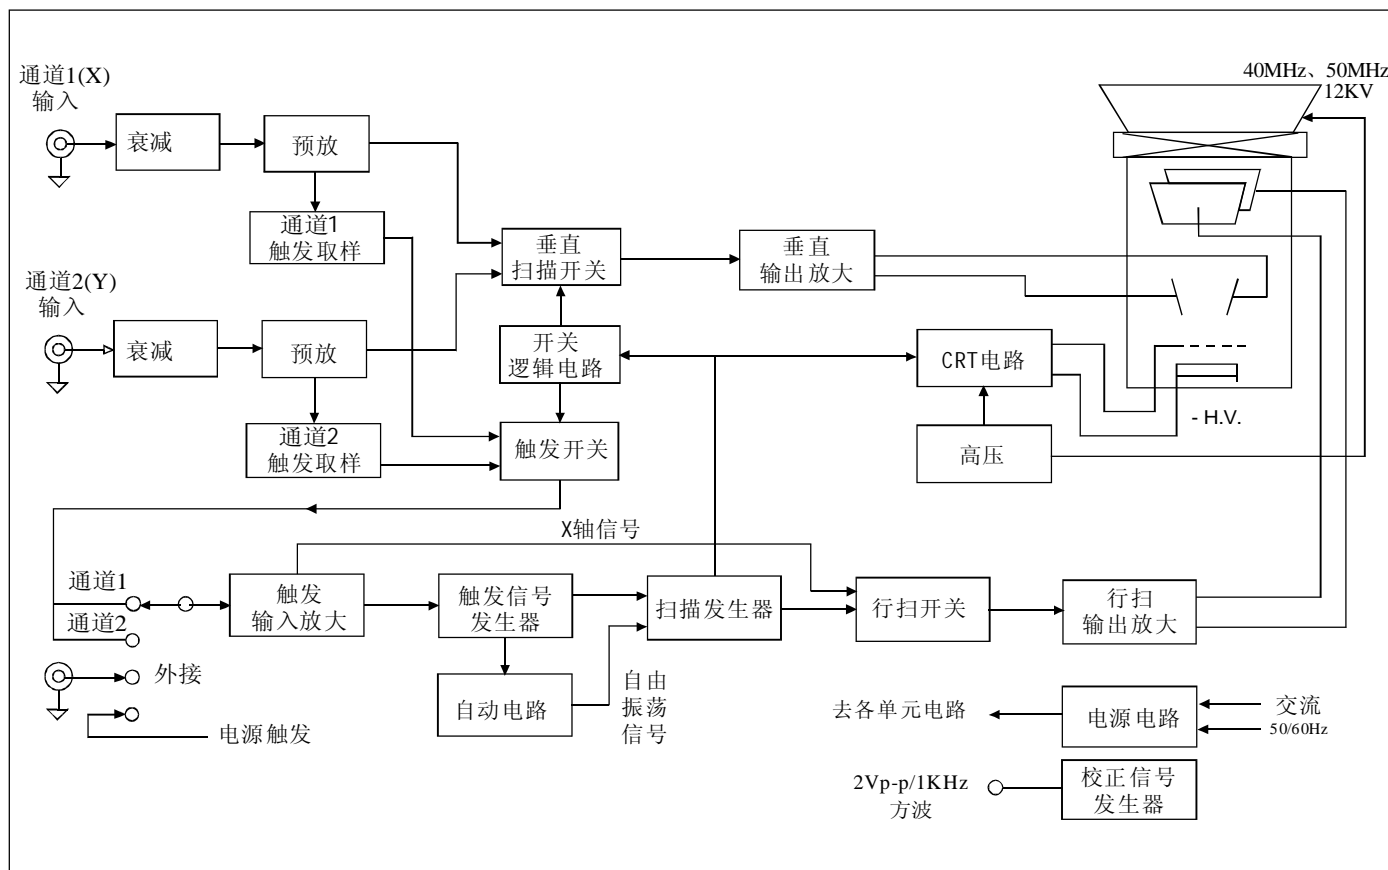 通道1(X)
输入
衰减
预放
通道1
触发取样
40MHz、50MHz
12KV
垂直
扫描开关
垂直
输出放大
通道2(Y)
输入
衰减
预放
开关
逻辑电路
CRT电路
- H.V.
通道2
触发取样
触发开关
高压
X轴信号
通道1
通道2
触发
输入放大
触发信号
发生器
扫描发生器
行扫开关
行扫
输出放大
外接
电源触发
自动电路
自由
振荡
信号
去各单元电路
电源电路
交流
50/60Hz
2Vp-p/1KHz
方波
校正信号
发生器